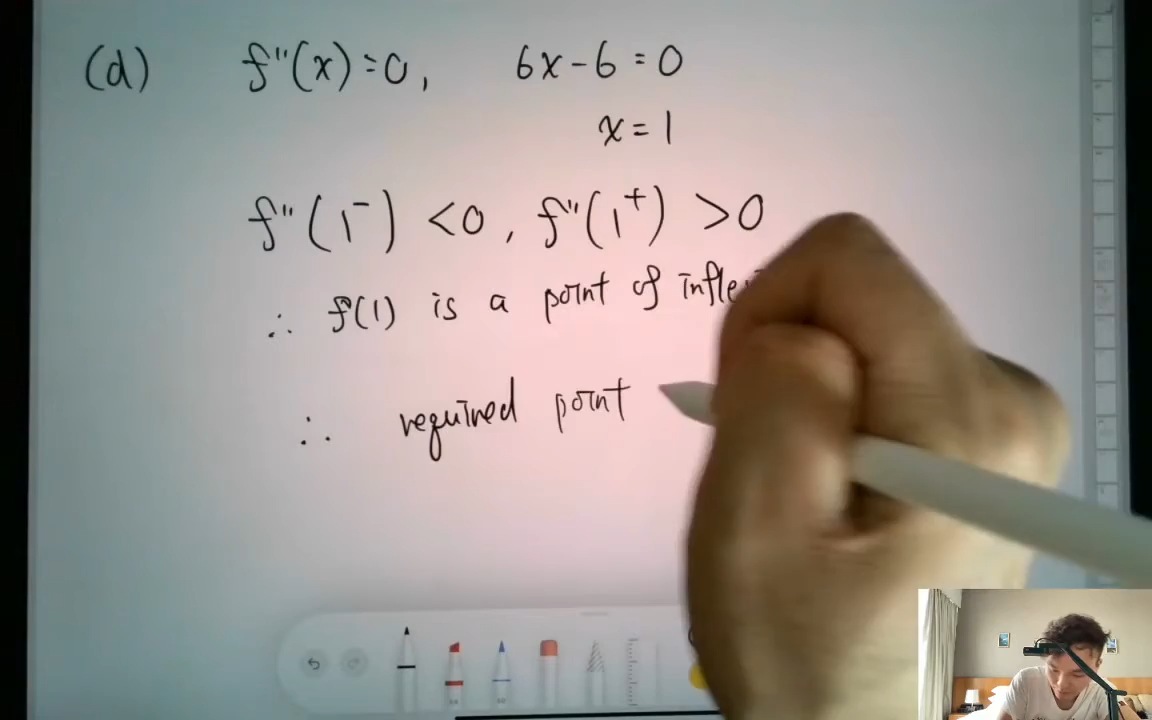 (d) f''(x)=0, 6x-6=0
x=1
f''(1⁻) <0, f''(1⁺) >0
∴ f(1) is a point of
∴ required point